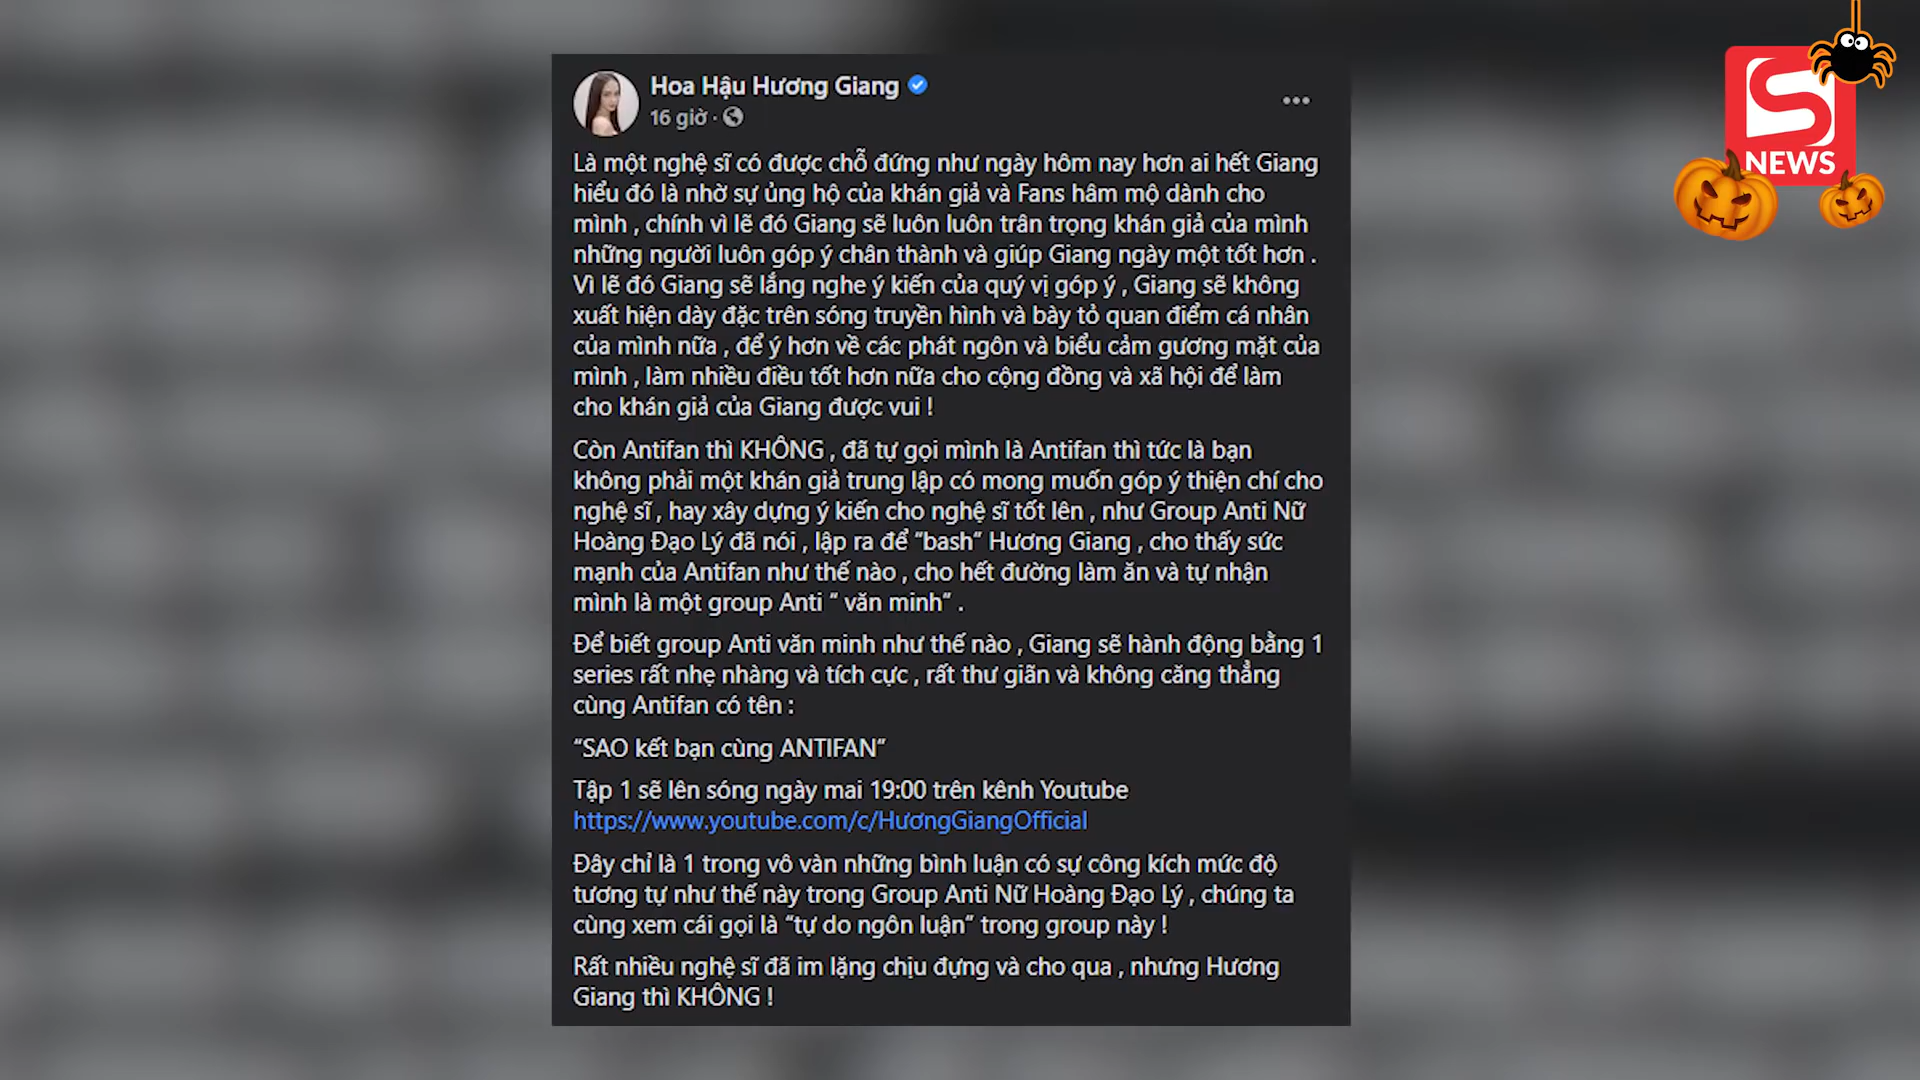 Hoa Hậu Hương Giang
16 giờ ·
Là một nghệ sĩ có được chỗ đứng như ngày hôm nay hơn ai hết Giang
hiểu đó là nhờ sự ủng hộ của khán giả và Fans hâm mộ dành cho
mình , chính vì lẽ đó Giang sẽ luôn luôn trân trọng khán giả của mình
những người luôn góp ý chân thành và giúp Giang ngày một tốt hơn .
Vì lẽ đó Giang sẽ lắng nghe ý kiến của quý vị góp ý , Giang sẽ không
xuất hiện dày đặc trên sóng truyền hình và bày tỏ quan điểm cá nhân
của mình nữa , để ý hơn về các phát ngôn và biểu cảm gương mặt của
mình , làm nhiều điều tốt hơn nữa cho cộng đồng và xã hội để làm
cho khán giả của Giang được vui !
Còn Antifan thì KHÔNG , đã tự gọi mình là Antifan thì tức là bạn
không phải một khán giả trung lập có mong muốn góp ý thiện chí cho
nghệ sĩ , hay xây dựng ý kiến cho nghệ sĩ tốt lên , như Group Anti Nữ
Hoàng Đạo Lý đã nói , lập ra để “bash” Hương Giang , cho thấy sức
mạnh của Antifan như thế nào , cho hết đường làm ăn và tự nhận
mình là một group Anti “ văn minh” .
Để biết group Anti văn minh như thế nào , Giang sẽ hành động bằng 1
series rất nhẹ nhàng và tích cực , rất thư giãn và không căng thẳng
cùng Antifan có tên :
“SAO kết bạn cùng ANTIFAN”
Tập 1 sẽ lên sóng ngày mai 19:00 trên kênh Youtube
https://www.youtube.com/c/HươngGiangOfficial
Đây chỉ là 1 trong vô vàn những bình luận có sự công kích mức độ
tương tự như thế này trong Group Anti Nữ Hoàng Đạo Lý , chúng ta
cùng xem cái gọi là “tự do ngôn luận” trong group này !
Rất nhiều nghệ sĩ đã im lặng chịu đựng và cho qua , nhưng Hương
Giang thì KHÔNG !
S
NEWS